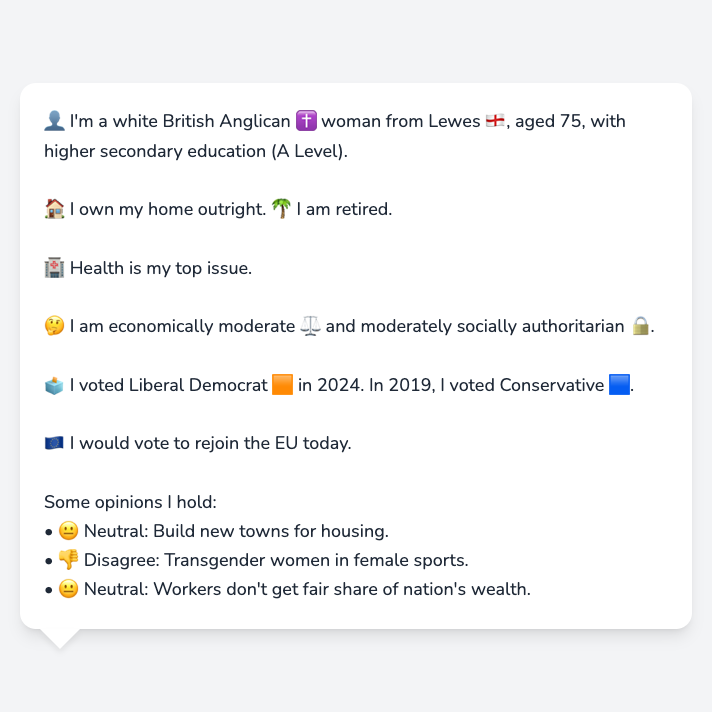 👤 I'm a white British Anglican ✝️ woman from Lewes 🏴󠁧󠁢󠁥󠁮󠁧󠁿, aged 75, with
higher secondary education (A Level).
🏠 I own my home outright. 🌴 I am retired.
🏥 Health is my top issue.
🤔 I am economically moderate ⚖️ and moderately socially authoritarian 🔒.
🗳️ I voted Liberal Democrat 🟧 in 2024. In 2019, I voted Conservative 🟦.
🇪🇺 I would vote to rejoin the EU today.
Some opinions I hold:
• 😐 Neutral: Build new towns for housing.
• 👎 Disagree: Transgender women in female sports.
• 😐 Neutral: Workers don't get fair share of nation's wealth.